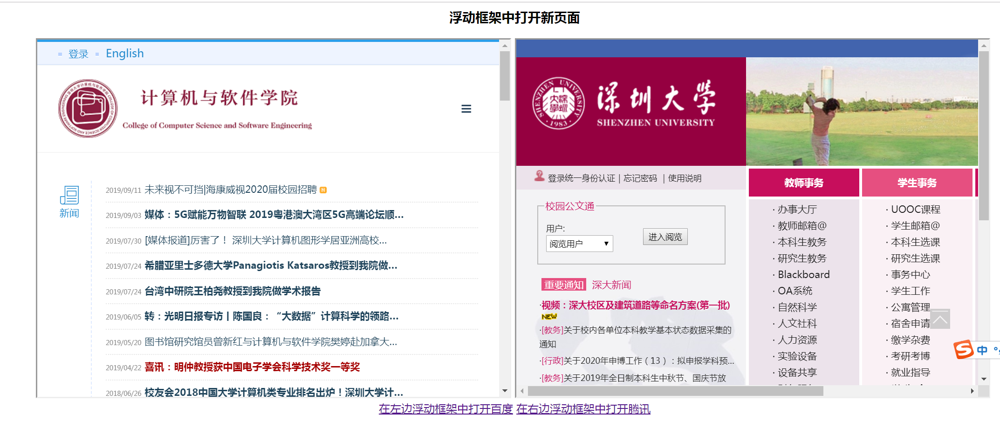 浮动框架中打开新页面
登录 English
计算机与软件学院
College of Computer Science and Software Engineering
新闻
2019/09/11 未来视不可挡|海康威视2020届校园招聘 N
2019/09/03 媒体：5G赋能万物智联 2019粤港澳大湾区5G高端论坛顺...
2019/07/30 [媒体报道]厉害了！ 深圳大学计算机图形学居亚洲高校...
2019/07/24 希腊亚里士多德大学Panagiotis Katsaros教授到我院做...
2019/07/24 台湾中研院王柏尧教授到我院做学术报告
2019/06/05 转：光明日报专访丨陈国良：“大数据”计算科学的领路...
2019/05/20 图书馆研究馆员曾新红与计算机与软件学院樊婷赴加拿大...
2019/04/22 喜讯：明仲教授获中国电子学会科学技术奖一等奖
2018/06/26 校友会2018中国大学计算机类专业排名出炉！深圳大学计...
SHENZHEN UNIVERSITY
·1983·
深圳大学
SHENZHEN UNIVERSITY
登录统一身份认证 | 忘记密码 | 使用说明
校园公文通
用户:
阅览用户
进入阅览
重要通知 深大新闻
·视频：深大校区及建筑道路等命名方案(第一批)
NEW
·[教务]关于校内各单位本科教学基本状态数据采集的
通知
·[行政]关于2020年申博工作（13）：拟申报学科预...
·[教务]关于2019年全日制本科生中秋节、国庆节放
教师事务
· 办事大厅
· 教师邮箱@
· 本科生教务
· 研究生教务
· Blackboard
· OA系统
· 自然科学
· 人文社科
· 人力资源
· 实验设备
· 设备共享
学生事务
· UOOC课程
· 学生邮箱@
· 本科生选课
· 研究生选课
· 事务中心
· 学生工作
· 公寓管理
· 宿舍申请
· 缴学杂费
· 考研考博
· 就业指导
中
在左边浮动框架中打开百度 在右边浮动框架中打开腾讯